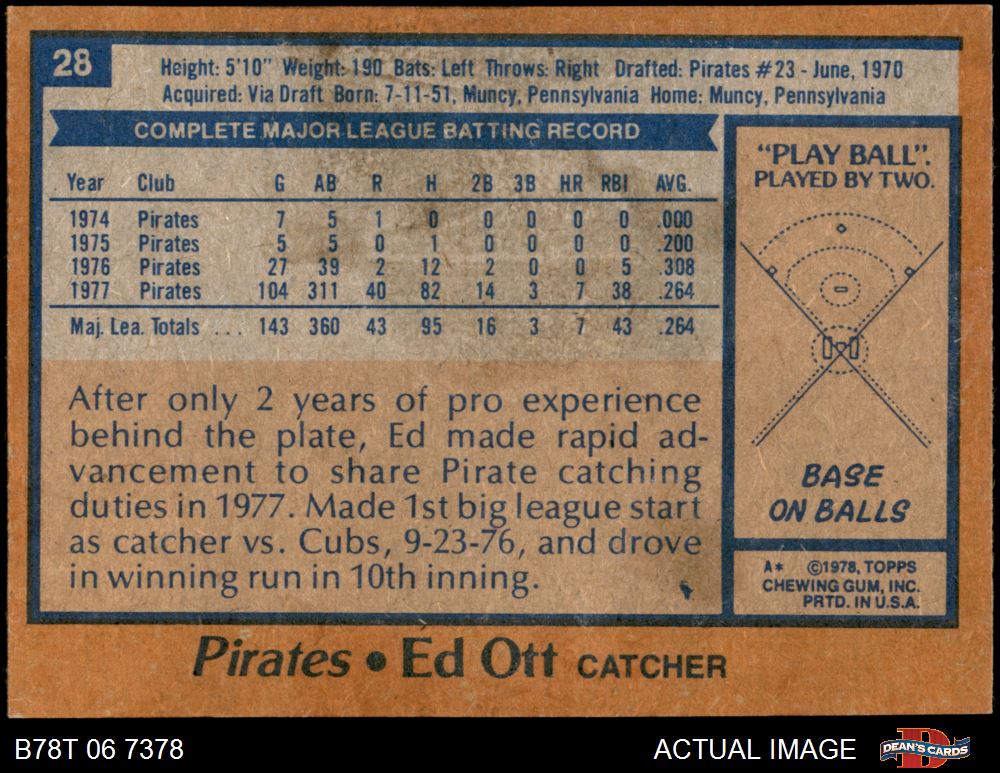 28
Height: 5'10" Weight: 190 Bats: Left Throws: Right Drafted: Pirates #23 - June, 1970
Acquired: Via Draft Born: 7-11-51, Muncy, Pennsylvania Home: Muncy, Pennsylvania
COMPLETE MAJOR LEAGUE BATTING RECORD
Year Club G AB R H 2B 3B HR RBI AVG.
1974 Pirates 7 5 1 0 0 0 0 0 .000
1975 Pirates 5 5 0 1 0 0 0 0 .200
1976 Pirates 27 39 2 12 2 0 0 5 .308
1977 Pirates 104 311 40 82 14 3 7 38 .264
Maj. Lea. Totals ... 143 360 43 95 16 3 7 43 .264
After only 2 years of pro experience
behind the plate, Ed made rapid ad-
vancement to share Pirate catching
duties in 1977. Made 1st big league start
as catcher vs. Cubs, 9-23-76, and drove
in winning run in 10th inning.
"PLAY BALL".
PLAYED BY TWO.
BASE
ON BALLS
A* ©1978, TOPPS
CHEWING GUM, INC.
PRTD. IN U.S.A.
Pirates • Ed Ott CATCHER
B78T 06 7378 ACTUAL IMAGE DEAN'S CARDS